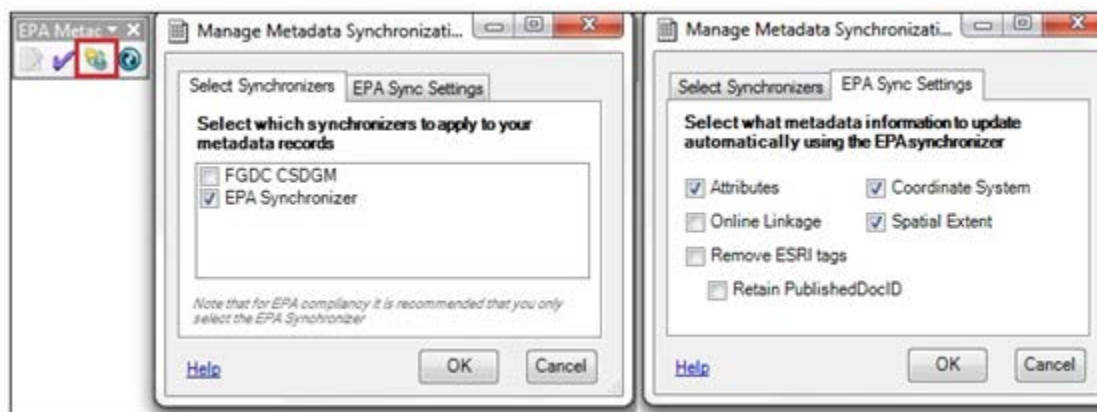 EPA Metac
Manage Metadata Synchronizati...
Select Synchronizers
EPA Sync Settings
Select which synchronizers to apply to your
metadata records
FGDC CSDGM
EPA Synchronizer
Note that for EPA compliancy it is recommended that you only
select the EPA Synchronizer
Help
OK
Cancel
Manage Metadata Synchronizati...
Select Synchronizers
EPA Sync Settings
Select what metadata information to update
automatically using the EPA synchronizer
Attributes
Coordinate System
Online Linkage
Spatial Extent
Remove ESRI tags
Retain PublishedDocID
Help
OK
Cancel